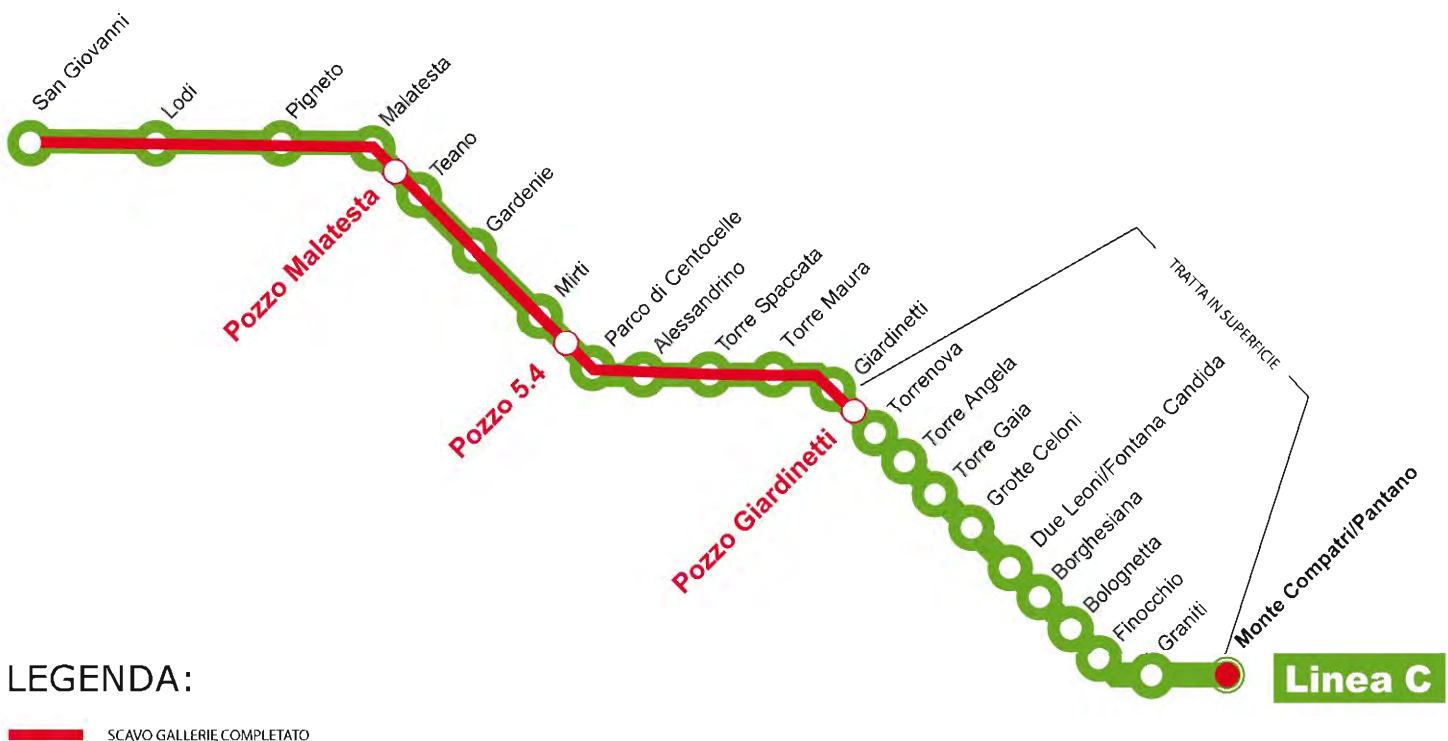 San Giovanni
Lodi
Pigneto
Malatesta
Pozzo Malatesta
Teano
Gardenie
Mirti
Pozzo 5.4
Parco di Centocelle
Alessandrino
Torre Spaccata
Torre Maura
Giardinetti
Pozzo Giardinetti
Torrenova
Torre Angela
Torre Gaia
Grotte Celoni
Due Leoni/Fontana Candida
Borghesiana
Bolognetta
Finocchio
Graniti
Monte Compatri/Pantano
TRATTA IN SUPERFICIE
Linea C
LEGENDA:
SCAVO GALLERIE COMPLETATO